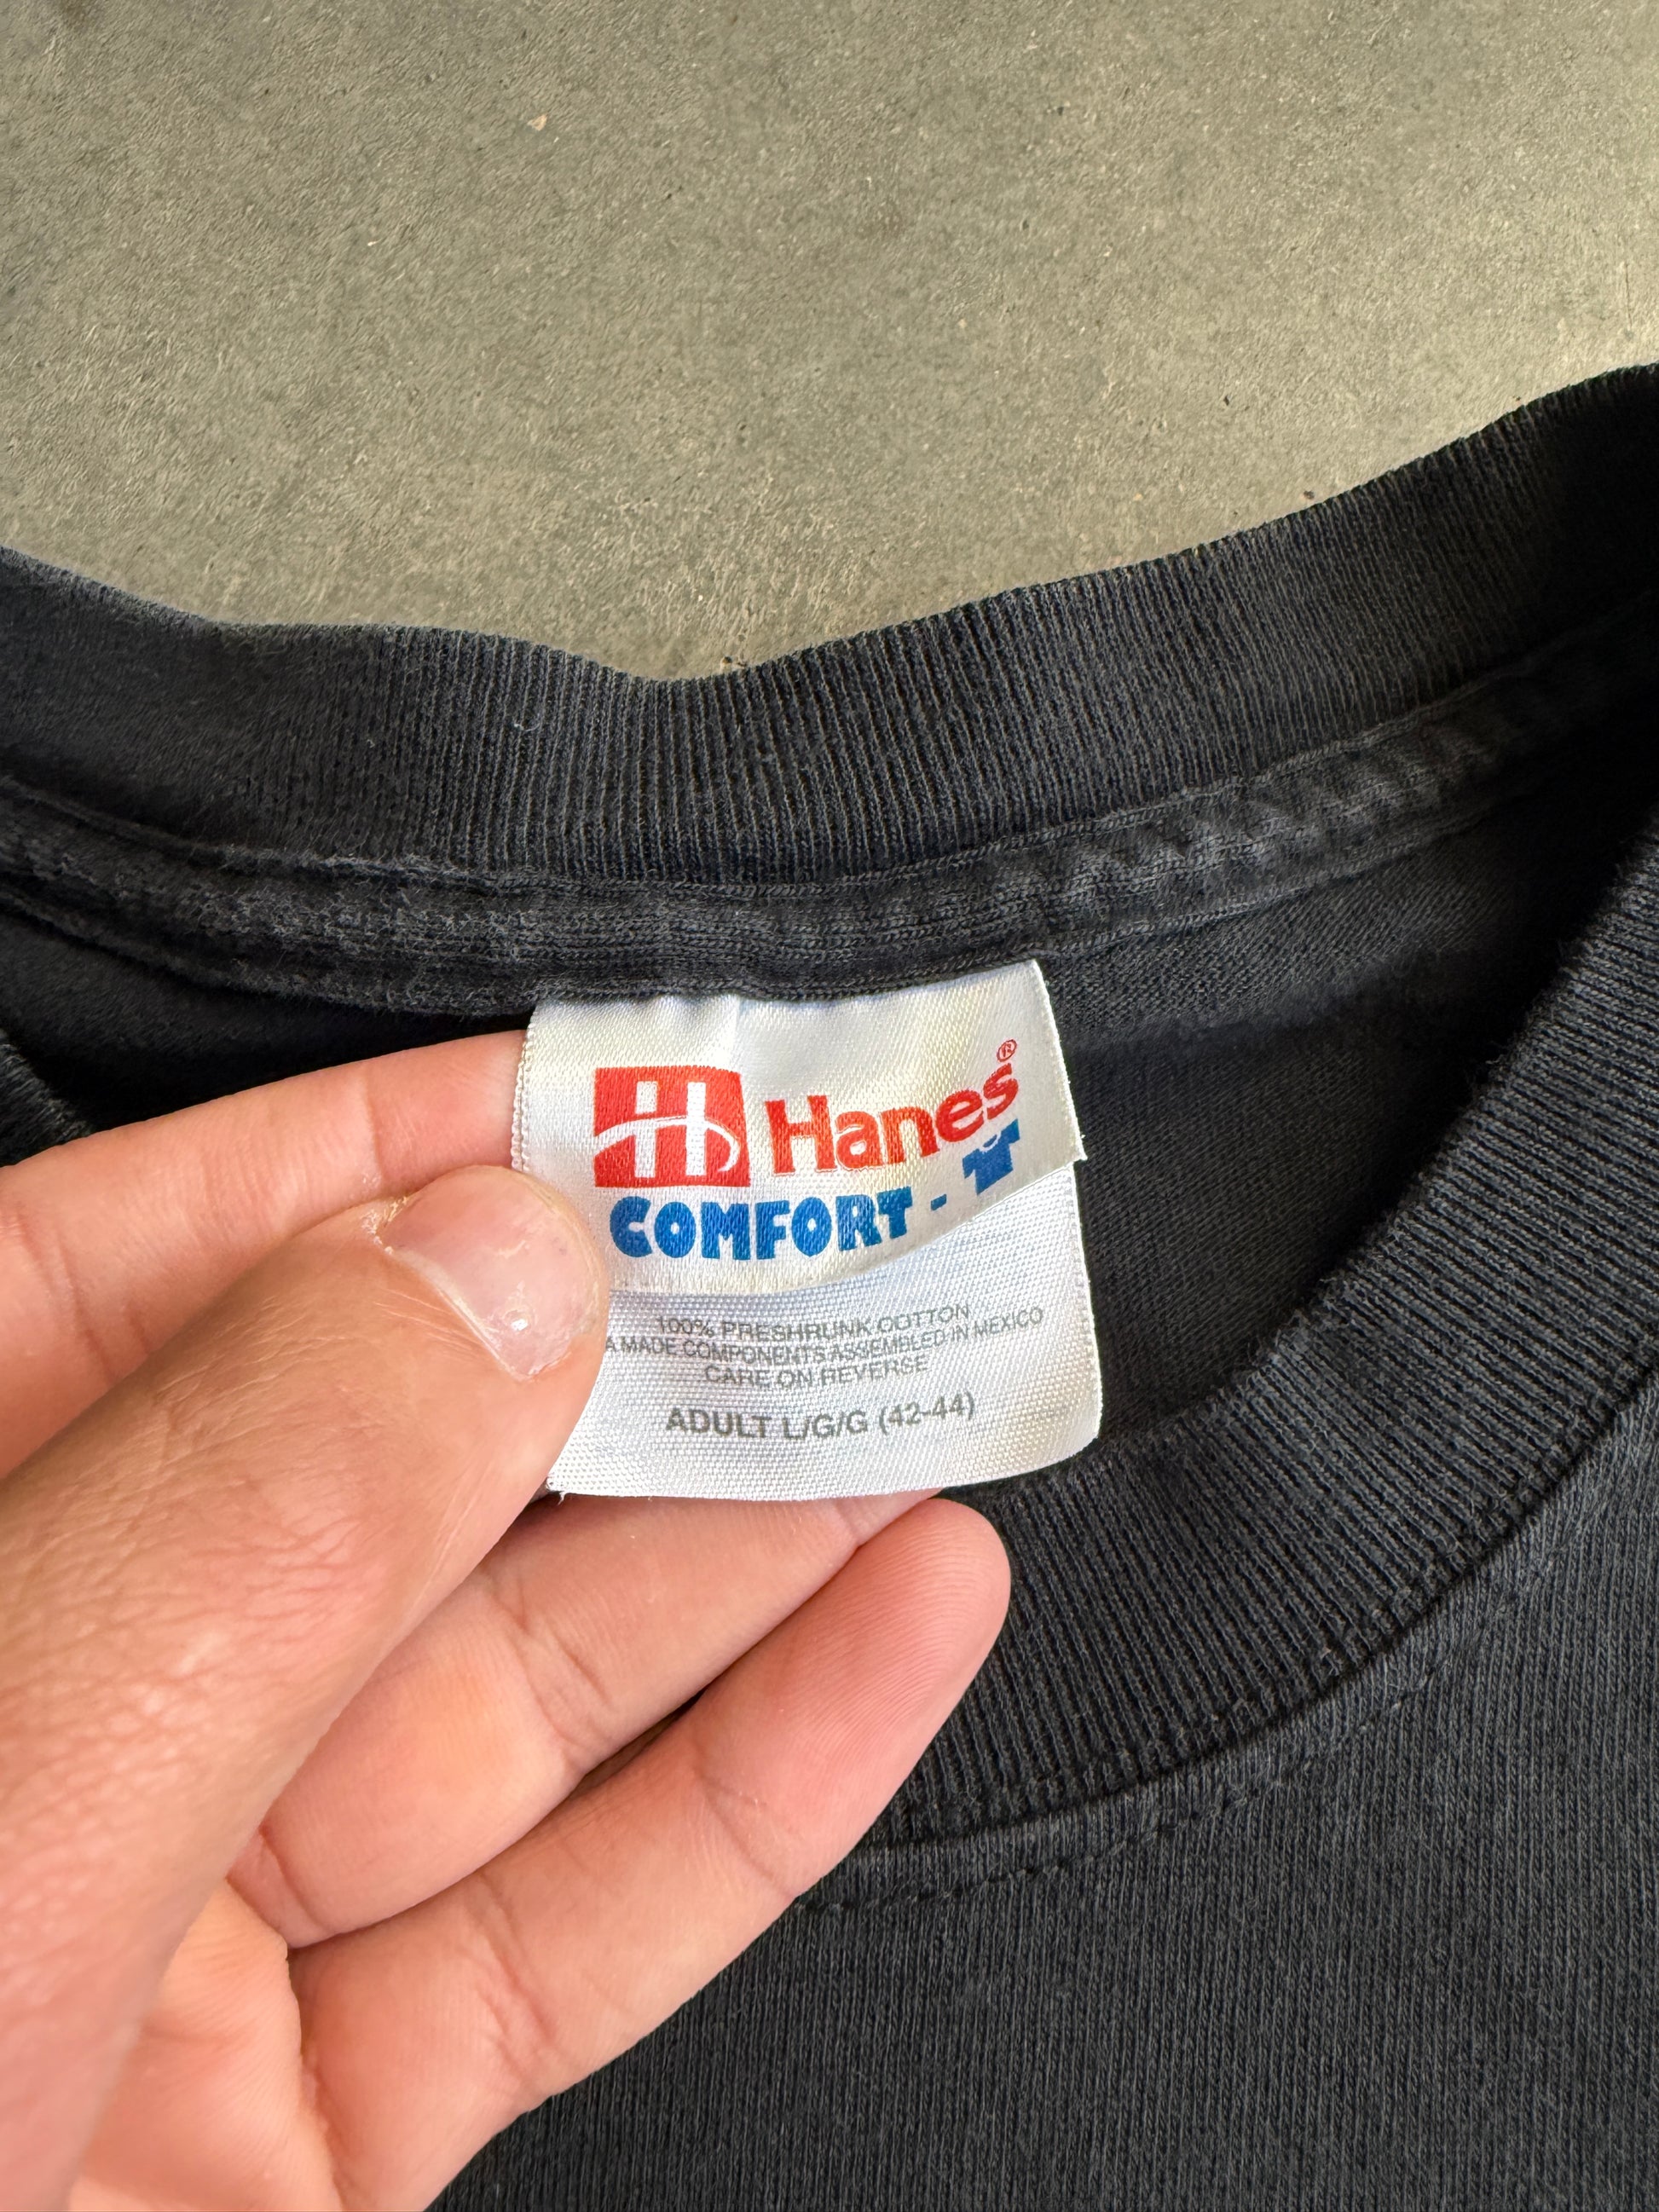 H Hanes®
COMFORT-T
100% PRESHRUNK COTTON
A MADE COMPONENTS ASSEMBLED IN MEXICO
CARE ON REVERSE
ADULT L/G/G (42-44)